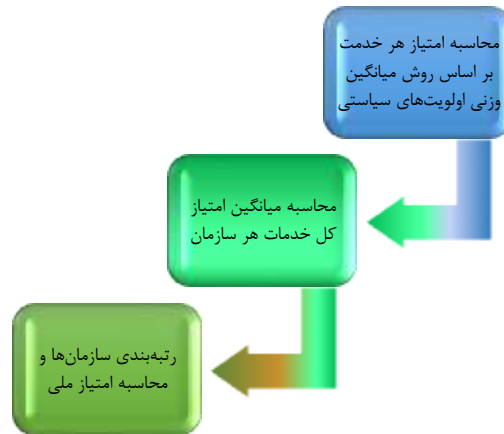 محاسبه امتیاز هر خدمت
بر اساس روش میانگین
وزنی اولویت‌های سیاستی
محاسبه میانگین امتیاز
کل خدمات هر سازمان
رتبه‌بندی سازمان‌ها و
محاسبه امتیاز ملی